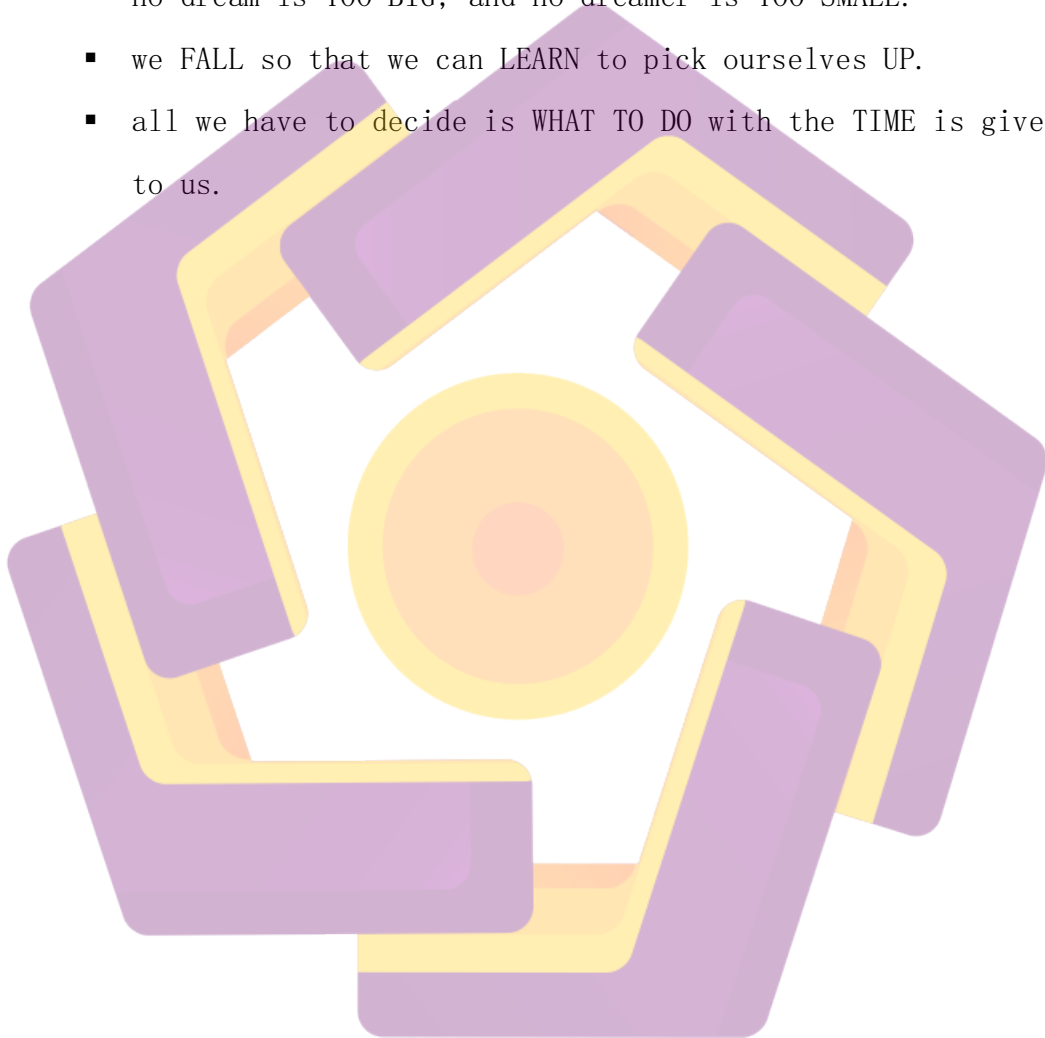 no dream is TOO BIG, and no dreamer is TOO SMALL.
▪ we FALL so that we can LEARN to pick ourselves UP.
▪ all we have to decide is WHAT TO DO with the TIME is give
to us.